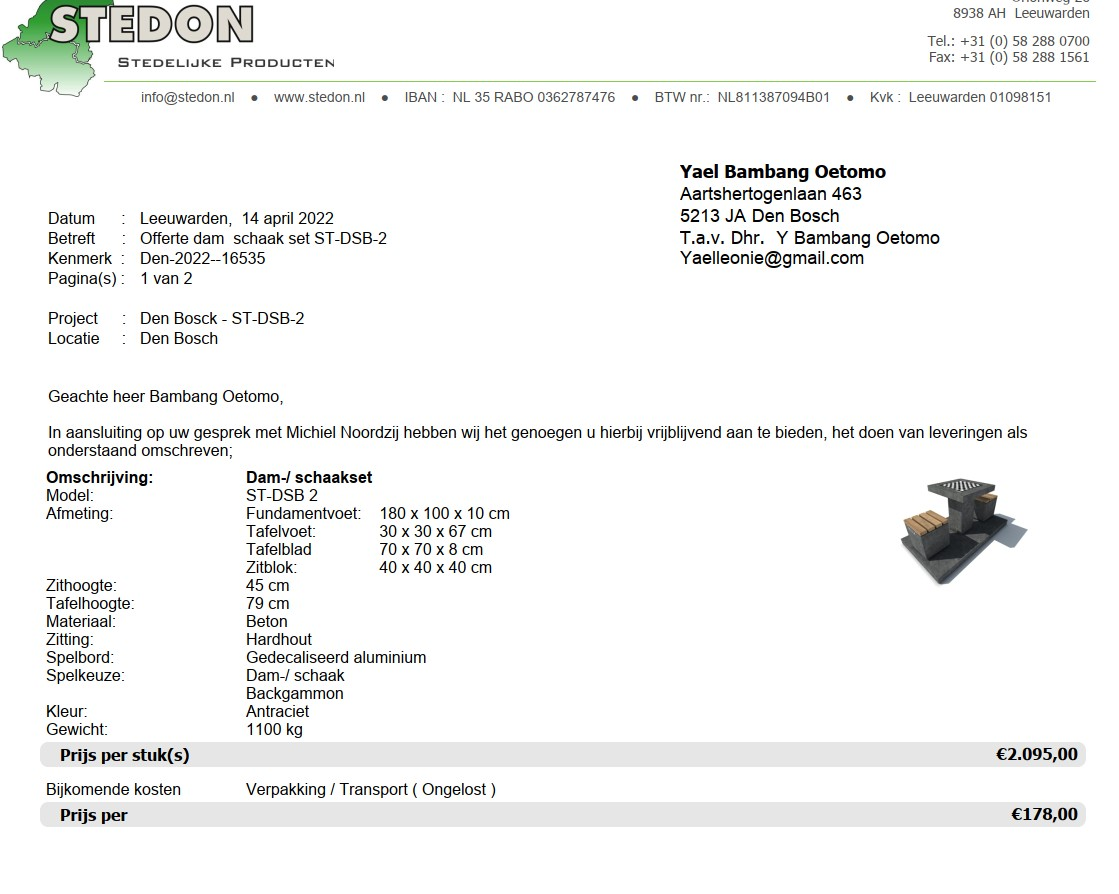 STEDON
STEDELIJKE PRODUCTEN
8938 AH Leeuwarden
Tel.: +31 (0) 58 288 0700
Fax: +31 (0) 58 288 1561
info@stedon.nl ● www.stedon.nl ● IBAN : NL 35 RABO 0362787476 ● BTW nr.: NL811387094B01 ● Kvk : Leeuwarden 01098151
Yael Bambang Oetomo
Aartshertogenlaan 463
5213 JA Den Bosch
T.a.v. Dhr. Y Bambang Oetomo
Yaelleonie@gmail.com
Datum : Leeuwarden, 14 april 2022
Betreft : Offerte dam schaak set ST-DSB-2
Kenmerk : Den-2022--16535
Pagina(s) : 1 van 2
Project : Den Bosck - ST-DSB-2
Locatie : Den Bosch
Geachte heer Bambang Oetomo,
In aansluiting op uw gesprek met Michiel Noordzij hebben wij het genoegen u hierbij vrijblijvend aan te bieden, het doen van leveringen als
onderstaand omschreven;
Omschrijving: Dam-/ schaakset
Model: ST-DSB 2
Afmeting: Fundamentvoet: 180 x 100 x 10 cm
Tafelvoet: 30 x 30 x 67 cm
Tafelblad 70 x 70 x 8 cm
Zitblok: 40 x 40 x 40 cm
Zithoogte: 45 cm
Tafelhoogte: 79 cm
Materiaal: Beton
Zitting: Hardhout
Spelbord: Gedecaliseerd aluminium
Spelkeuze: Dam-/ schaak
Backgammon
Kleur: Antraciet
Gewicht: 1100 kg
Prijs per stuk(s) €2.095,00
Bijkomende kosten Verpakking / Transport ( Ongelost )
Prijs per €178,00